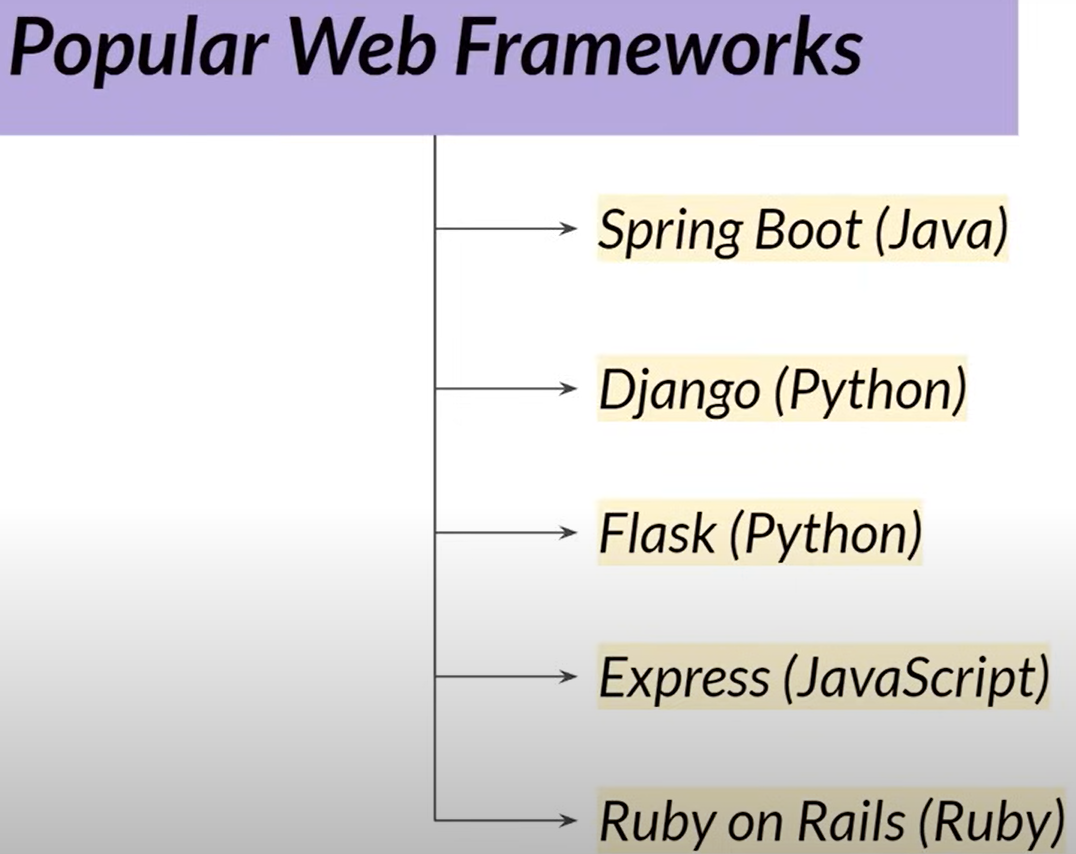 Popular Web Frameworks
Spring Boot (Java)
Django (Python)
Flask (Python)
Express (JavaScript)
Ruby on Rails (Ruby)